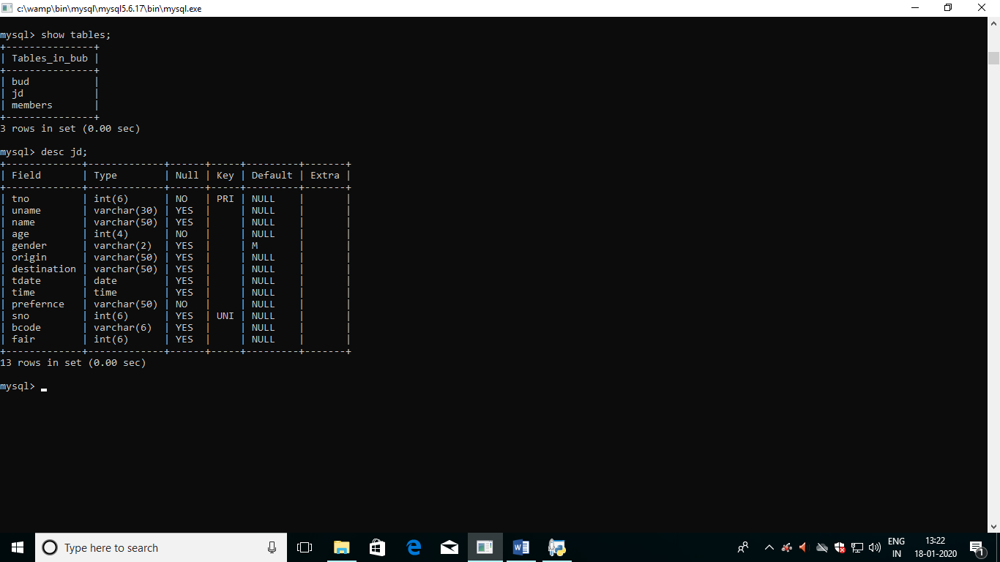 c:\wamp\bin\mysql\mysql5.6.17\bin\mysql.exe
mysql> show tables;
+---------------+
| Tables_in_bub |
+---------------+
| bud           |
| jd            |
| members       |
+---------------+
3 rows in set (0.00 sec)
mysql> desc jd;
+-------------+-------------+------+-----+---------+-------+
| Field       | Type        | Null | Key | Default | Extra |
+-------------+-------------+------+-----+---------+-------+
| tno         | int(6)      | NO   | PRI | NULL    |       |
| uname       | varchar(30) | YES  |     | NULL    |       |
| name        | varchar(50) | YES  |     | NULL    |       |
| age         | int(4)      | NO   |     | NULL    |       |
| gender      | varchar(2)  | YES  |     | M       |       |
| origin      | varchar(50) | YES  |     | NULL    |       |
| destination | varchar(50) | YES  |     | NULL    |       |
| tdate       | date        | YES  |     | NULL    |       |
| time        | time        | YES  |     | NULL    |       |
| prefernce   | varchar(50) | NO   |     | NULL    |       |
| sno         | int(6)      | YES  | UNI | NULL    |       |
| bcode       | varchar(6)  | YES  |     | NULL    |       |
| fair        | int(6)      | YES  |     | NULL    |       |
+-------------+-------------+------+-----+---------+-------+
13 rows in set (0.00 sec)
mysql>
Type here to search
ENG
IN
13:22
18-01-2020
1